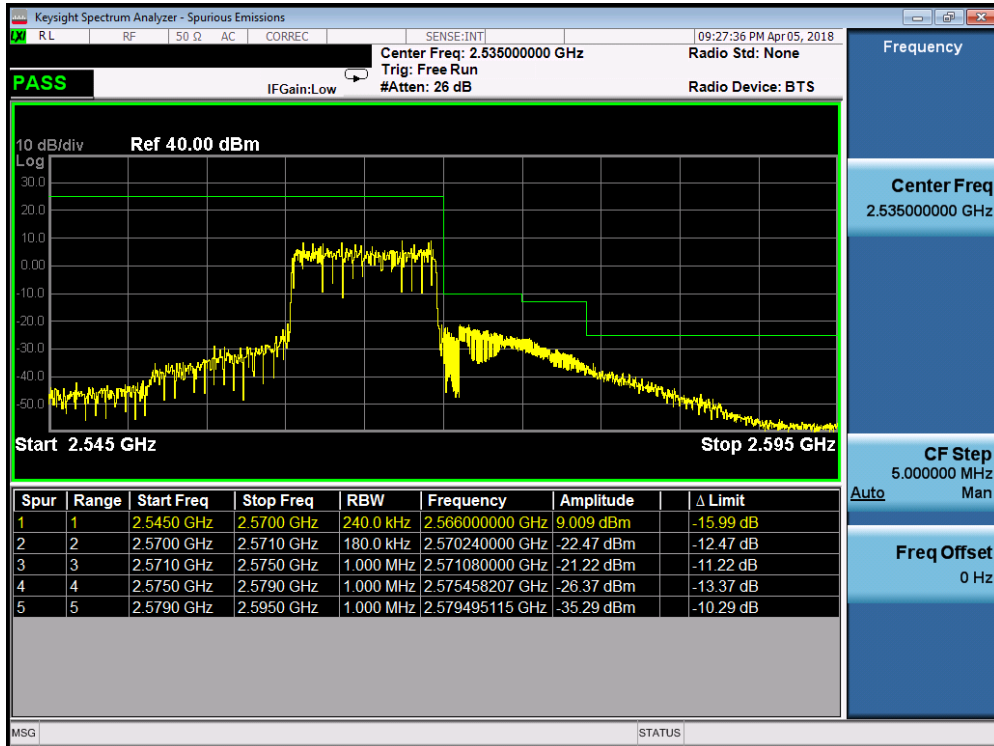 Keysight Spectrum Analyzer - Spurious Emissions
LXI RL RF 50 Ω AC CORREC SENSE:INT 09:27:36 PM Apr 05, 2018
Center Freq: 2.535000000 GHz Radio Std: None
Trig: Free Run
PASS IFGain:Low #Atten: 26 dB Radio Device: BTS
Frequency
10 dB/div Ref 40.00 dBm
Log
30.0
20.0
10.0
0.00
-10.0
-20.0
-30.0
-40.0
-50.0
Start 2.545 GHz Stop 2.595 GHz
Spur Range Start Freq Stop Freq RBW Frequency Amplitude Δ Limit
1 1 2.5450 GHz 2.5700 GHz 240.0 kHz 2.566000000 GHz 9.009 dBm -15.99 dB
2 2 2.5700 GHz 2.5710 GHz 180.0 kHz 2.570240000 GHz -22.47 dBm -12.47 dB
3 3 2.5710 GHz 2.5750 GHz 1.000 MHz 2.571080000 GHz -21.22 dBm -11.22 dB
4 4 2.5750 GHz 2.5790 GHz 1.000 MHz 2.575458207 GHz -26.37 dBm -13.37 dB
5 5 2.5790 GHz 2.5950 GHz 1.000 MHz 2.579495115 GHz -35.29 dBm -10.29 dB
Center Freq
2.535000000 GHz
CF Step
5.000000 MHz
Auto Man
Freq Offset
0 Hz
MSG STATUS